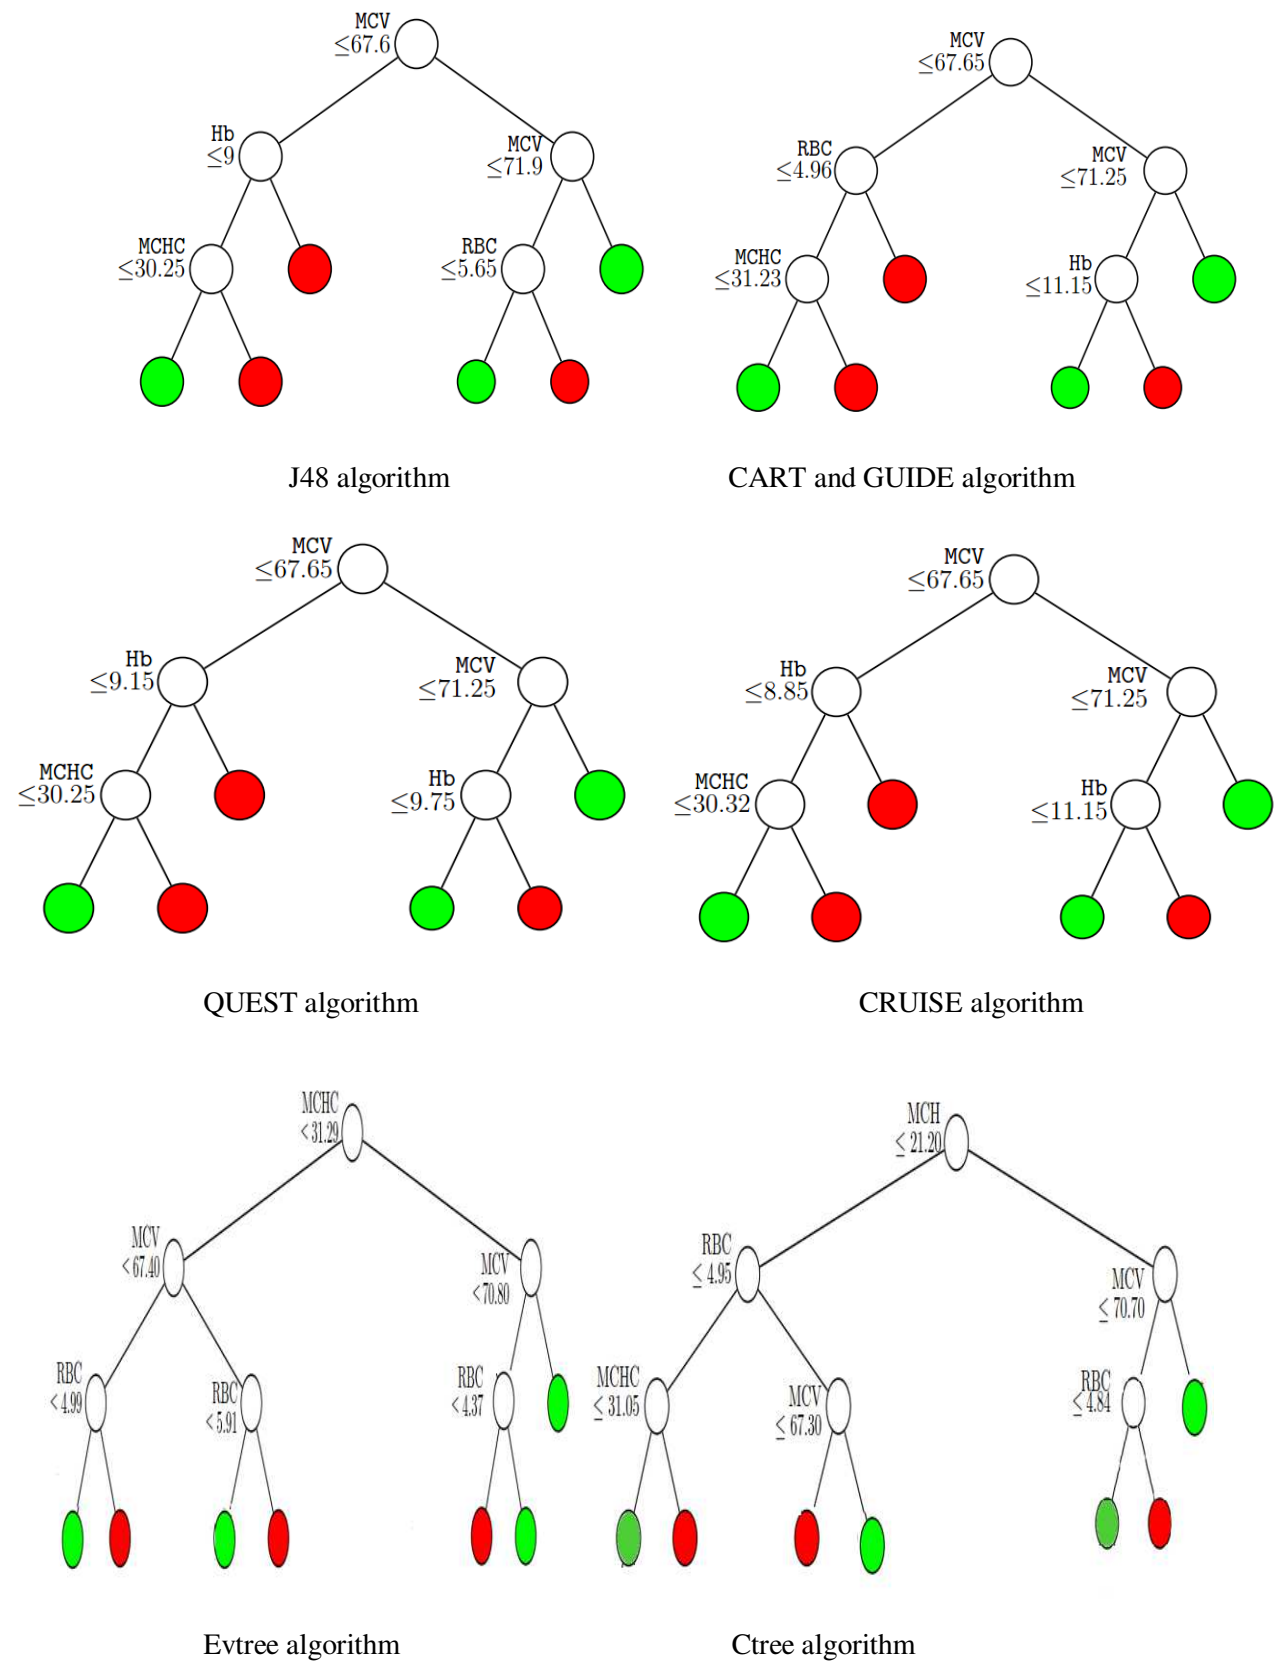 MCV
≤67.6
Hb
≤9
MCV
≤71.9
MCHC
≤30.25
RBC
≤5.65
J48 algorithm
MCV
≤67.65
RBC
≤4.96
MCV
≤71.25
MCHC
≤31.23
Hb
≤11.15
CART and GUIDE algorithm
MCV
≤67.65
Hb
≤9.15
MCV
≤71.25
MCHC
≤30.25
Hb
≤9.75
QUEST algorithm
MCV
≤67.65
Hb
≤8.85
MCV
≤71.25
MCHC
≤30.32
Hb
≤11.15
CRUISE algorithm
MCHC
< 31.29
MCV
< 67.40
MCV
< 70.80
RBC
< 4.99
RBC
< 5.91
RBC
< 4.37
Evtree algorithm
MCH
≤ 21.20
RBC
≤ 4.95
MCV
≤ 70.70
MCHC
≤ 31.05
MCV
≤ 67.30
RBC
≤ 4.84
Ctree algorithm